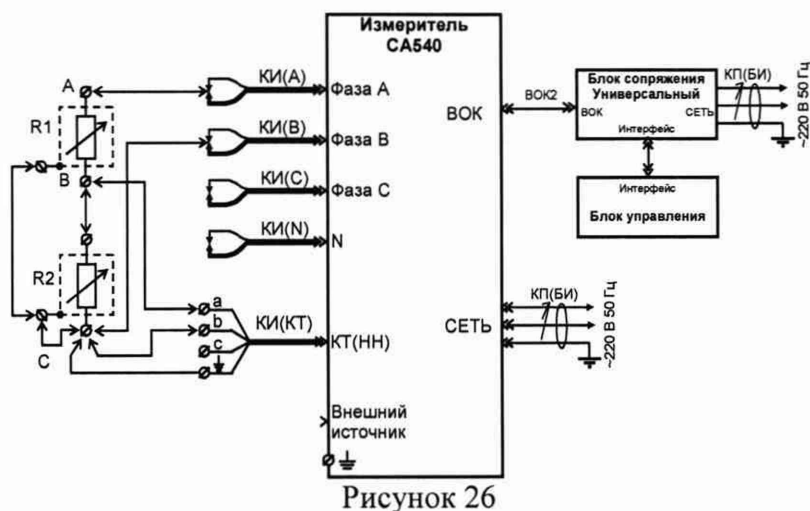 Измеритель
СА540
A
R1
B
R2
C
КИ(А)
КИ(В)
КИ(С)
КИ(N)
КИ(КТ)
a
b
c
Фаза А
Фаза В
Фаза С
N
КТ(НН)
Внешний
источник
ВОК
СЕТЬ
ВОК2
Блок сопряжения
Универсальный
ВОК
СЕТЬ
Интерфейс
Интерфейс
Блок управления
КП(БИ)
~220 В 50 Гц
КП(БИ)
~220 В 50 Гц
Рисунок 26